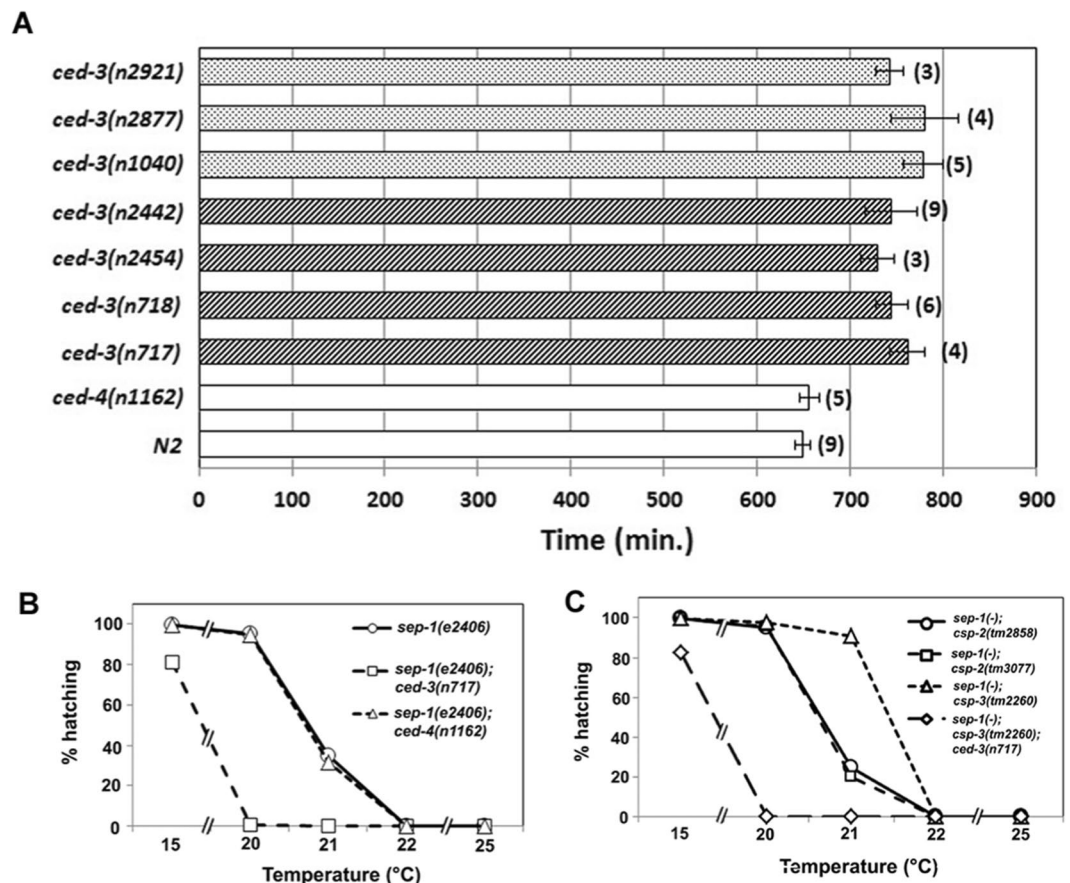 A
ced-3(n2921)
(3)
ced-3(n2877)
(4)
ced-3(n1040)
(5)
ced-3(n2442)
(9)
ced-3(n2454)
(3)
ced-3(n718)
(6)
ced-3(n717)
(4)
ced-4(n1162)
(5)
N2
(9)
0 100 200 300 400 500 600 700 800 900
Time (min.)
B
% hatching
100
80
60
40
20
0
15 // 20 21 22 // 25
Temperature (°C)
sep-1(e2406)
sep-1(e2406);
ced-3(n717)
sep-1(e2406);
ced-4(n1162)
C
% hatching
100
80
60
40
20
0
15 // 20 21 22 // 25
Temperature (°C)
sep-1(-);
csp-2(tm2858)
sep-1(-);
csp-2(tm3077)
sep-1(-);
csp-3(tm2260)
sep-1(-);
csp-3(tm2260);
ced-3(n717)